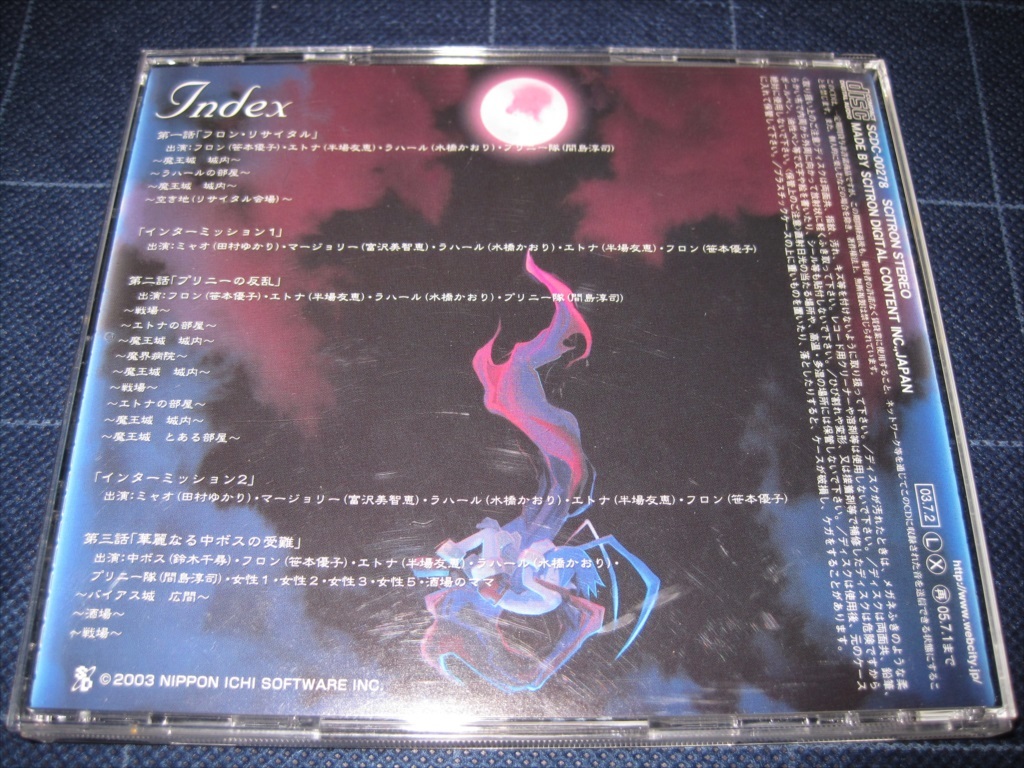 Index
第一話「フロン・リサイタル」
出演：フロン(笹本優子)・エトナ(半場友恵)・ラハール(水橋かおり)・プリニー隊(間島淳司)
～魔王城　城内～
～ラハールの部屋～
～魔王城　城内～
～空き地(リサイタル会場)～
「インターミッション1」
出演：ミャオ(田村ゆかり)・マージョリー(富沢美智恵)・ラハール(水橋かおり)・エトナ(半場友恵)・フロン(笹本優子)
第二話「プリニーの反乱」
出演：フロン(笹本優子)・エトナ(半場友恵)・ラハール(水橋かおり)・プリニー隊(間島淳司)
～戦場～
～エトナの部屋～
～魔王城　城内～
～魔界病院～
～魔王城　城内～
～戦場～
～エトナの部屋～
～魔王城　城内～
～魔王城　とある部屋～
「インターミッション2」
出演：ミャオ(田村ゆかり)・マージョリー(富沢美智恵)・ラハール(水橋かおり)・エトナ(半場友恵)・フロン(笹本優子)
第三話「華麗なる中ボスの受難」
出演：中ボス(鈴木千尋)・フロン(笹本優子)・エトナ(半場友恵)・ラハール(水橋かおり)・
プリニー隊(間島淳司)・女性1・女性2・女性3・女性5・酒場のママ
～バイアス城　広間～
～酒場～
～戦場～
©2003 NIPPON ICHI SOFTWARE INC.
disc
SCDC-00278 SCITRON STEREO
MADE BY SCITRON DIGITAL CONTENT INC.,JAPAN
03.7.2 L X 再 05.7.1まで
http://www.webcity.jp/